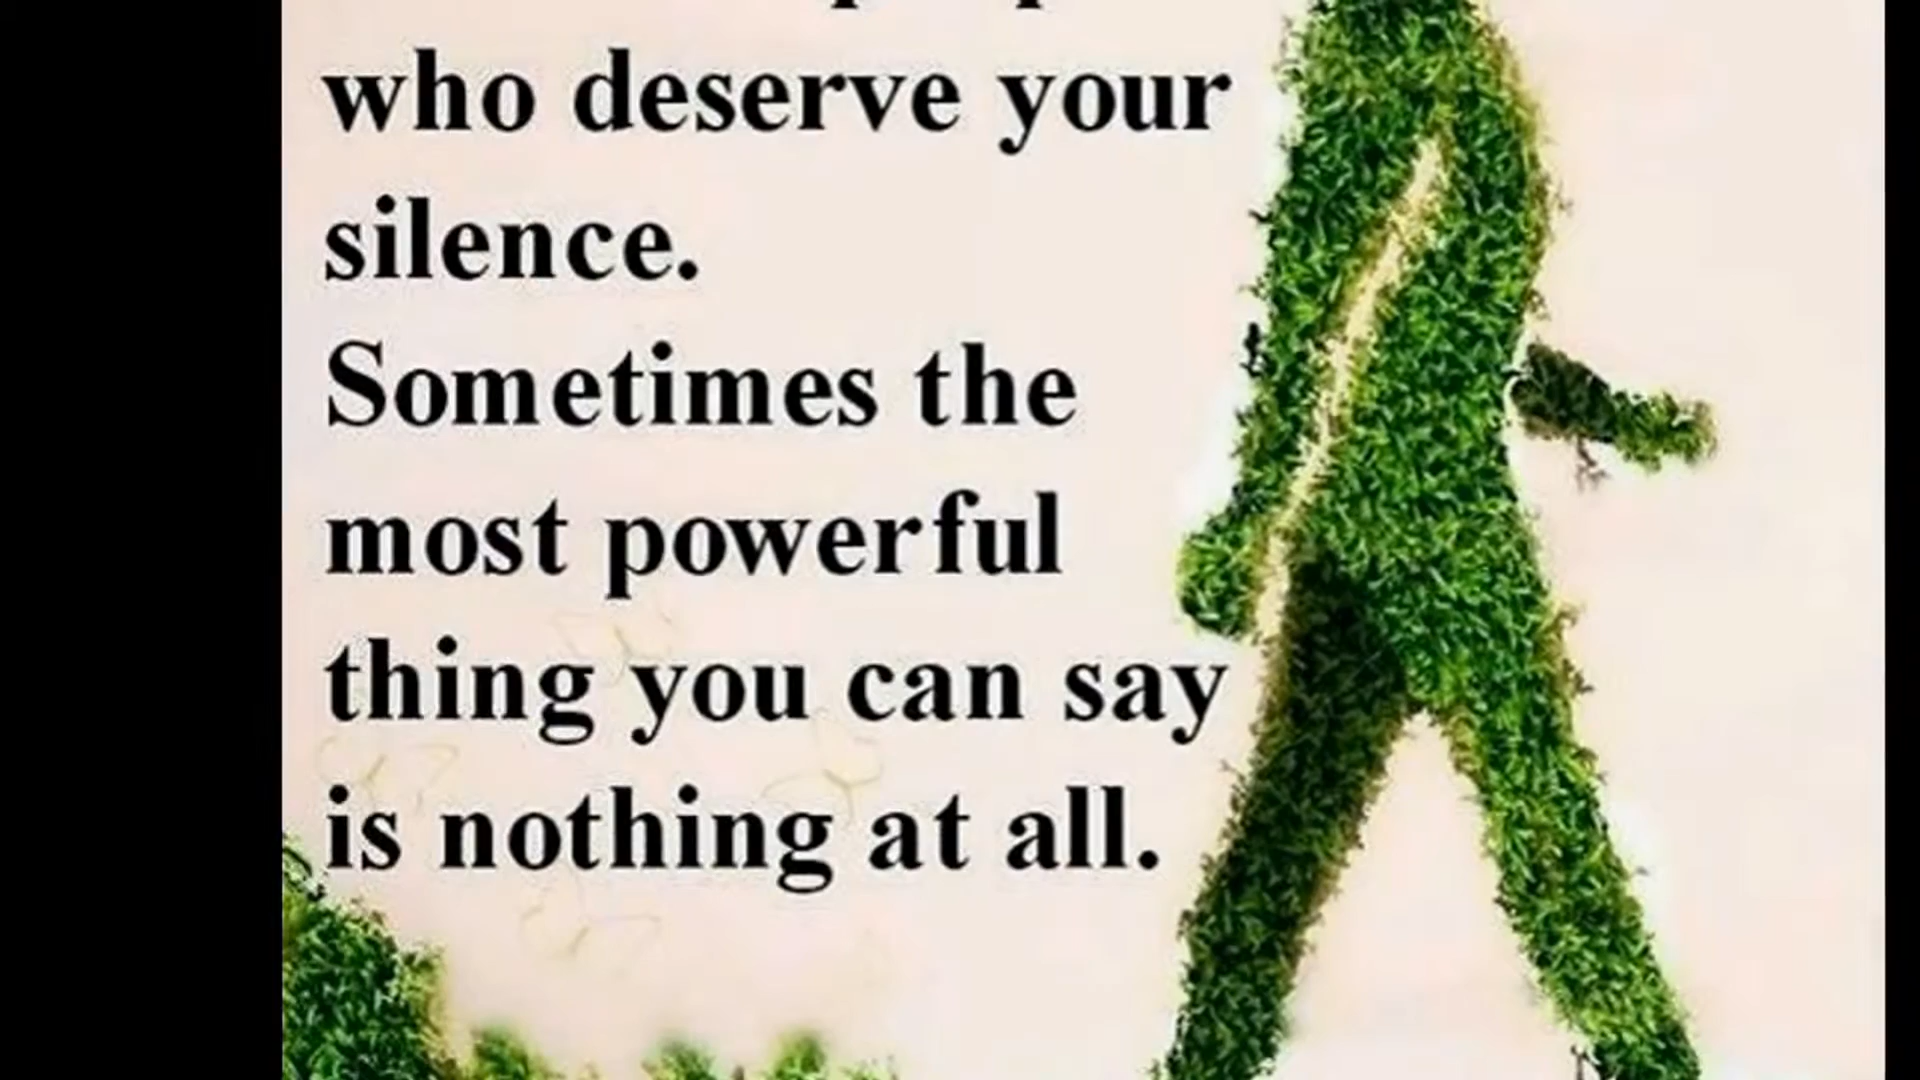 who deserve your
silence.
Sometimes the
most powerful
thing you can say
is nothing at all.